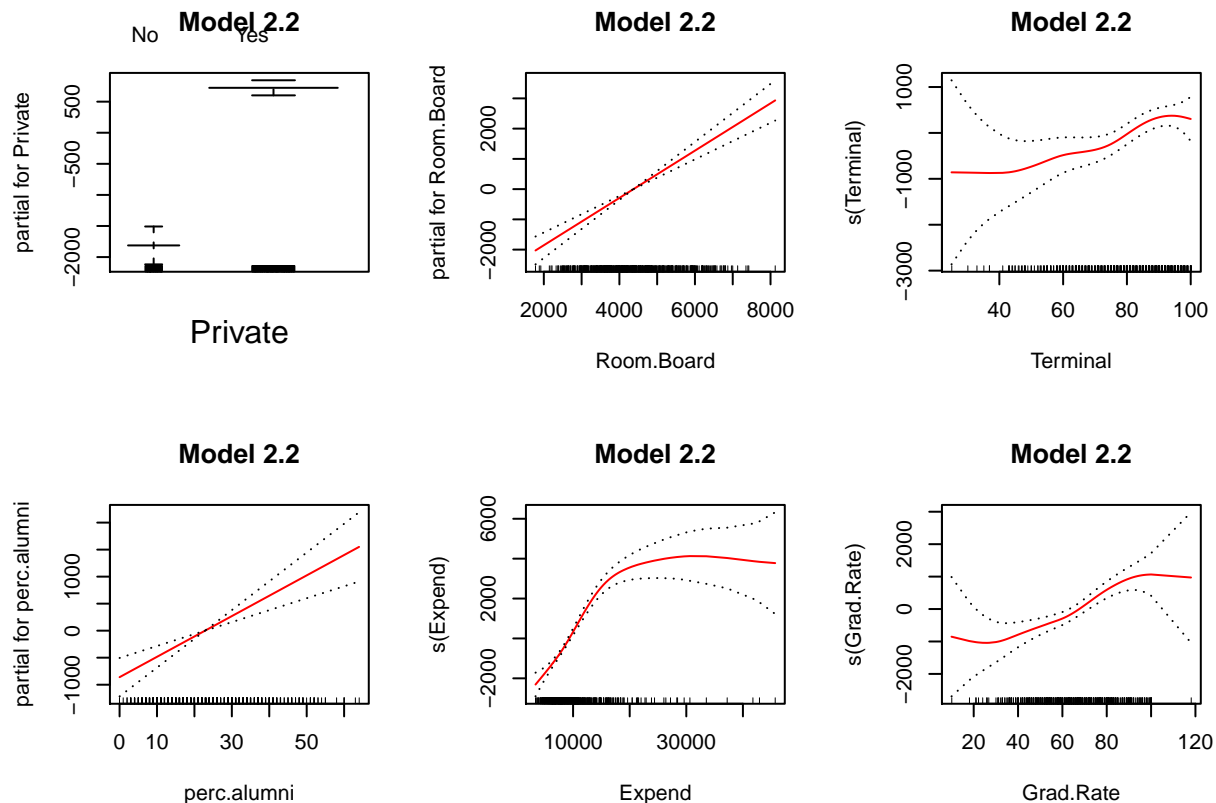 Model 2.2
No Yes
partial for Private
−2000 −500 500
Private
Model 2.2
partial for Room.Board
−2000 0 2000
2000 4000 6000 8000
Room.Board
Model 2.2
s(Terminal)
−3000 −1000 1000
40 60 80 100
Terminal
Model 2.2
partial for perc.alumni
−1000 0 1000
0 10 30 50
perc.alumni
Model 2.2
s(Expend)
−2000 2000 6000
10000 30000
Expend
Model 2.2
s(Grad.Rate)
−2000 0 2000
20 40 60 80 120
Grad.Rate